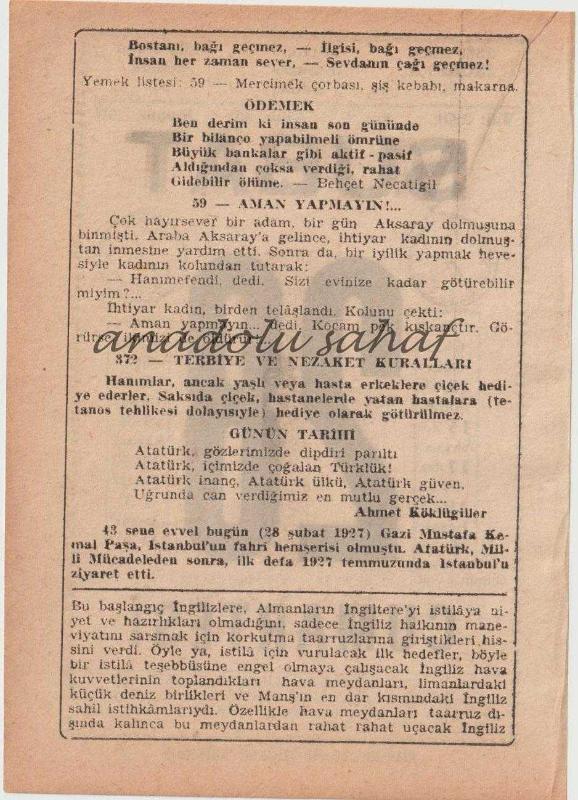 Bostanı, bağı geçmez, — İlgisi, bağı geçmez,
İnsan her zaman sever, — Sevdanın çağı geçmez!
Yemek listesi: 59 — Mercimek çorbası, şiş kebabı, makarna.
ÖDEMEK
Ben derim ki insan son gününde
Bir bilânço yapabilmeli ömrüne
Büyük bankalar gibi aktif - pasif
Aldığından çoksa verdiği, rahat
Gidebilir ölüme. — Behçet Necatigil
59 — AMAN YAPMAYIN!...
Çok hayırsever bir adam, bir gün Aksaray dolmuşuna
binmişti. Araba Aksaray'a gelince, ihtiyar kadının dolmuş-
tan inmesine yardım etti. Sonra da, bir iyilik yapmak heve-
siyle kadının kolundan tutarak:
— Hanımefendi, dedi. Sizi evinize kadar götürebilir
miyim?...
İhtiyar kadın, birden telâşlandı. Kolunu çekti:
— Aman yapmayın... dedi. Kocam pek kıskançtır. Gö-
anadolu sahaf
372 — TERBİYE VE NEZAKET KURALLARI
Hanımlar, ancak yaşlı veya hasta erkeklere çiçek hedi-
ye ederler. Saksıda çiçek, hastanelerde yatan hastalara (te-
tanos tehlikesi dolayısiyle) hediye olarak götürülmez.
GÜNÜN TARİHİ
Atatürk, gözlerimizde dipdiri parıltı
Atatürk, içimizde çoğalan Türklük!
Atatürk inanç, Atatürk ülkü, Atatürk güven,
Uğrunda can verdiğimiz en mutlu gerçek...
Ahmet Köklügiller
43 sene evvel bugün (28 şubat 1927) Gazi Mustafa Ke-
mal Paşa, Istanbul'un fahri hemşerisi olmuştu. Atatürk, Mil-
li Mücadeleden sonra, ilk defa 1927 temmuzunda Istanbul'u
ziyaret etti.
Bu başlangıç İngilizlere, Almanların İngiltere'yi istilâya ni-
yet ve hazırlıkları olmadığını, sadece İngiliz halkının mane-
viyatını sarsmak için korkutma taarruzlarına giriştikleri his-
sini verdi. Öyle ya, istilâ için vurulacak ilk hedefler, böyle
bir istilâ teşebbüsüne engel olmaya çalışacak İngiliz hava
kuvvetlerinin toplandıkları hava meydanları, limanlardaki
küçük deniz birlikleri ve Manş'ın en dar kısmındaki İngiliz
sahil istihkâmlarıydı. Özellikle hava meydanları taarruz dı-
şında kalınca bu meydanlardan rahat rahat uçacak İngiliz